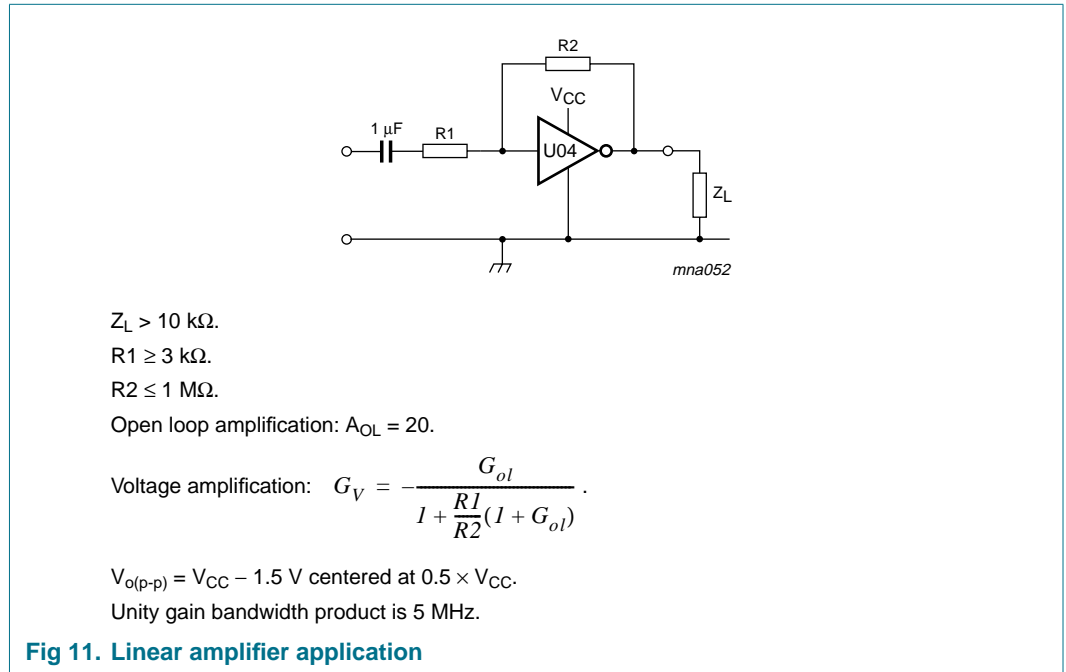 R2
VCC
1 μF
R1
U04
ZL
mna052
ZL > 10 kΩ.
R1 ≥ 3 kΩ.
R2 ≤ 1 MΩ.
Open loop amplification: AOL = 20.
Voltage amplification: GV = − Gol / 1 + R1/R2 (1 + Gol) .
Vo(p-p) = VCC − 1.5 V centered at 0.5 × VCC.
Unity gain bandwidth product is 5 MHz.
Fig 11. Linear amplifier application